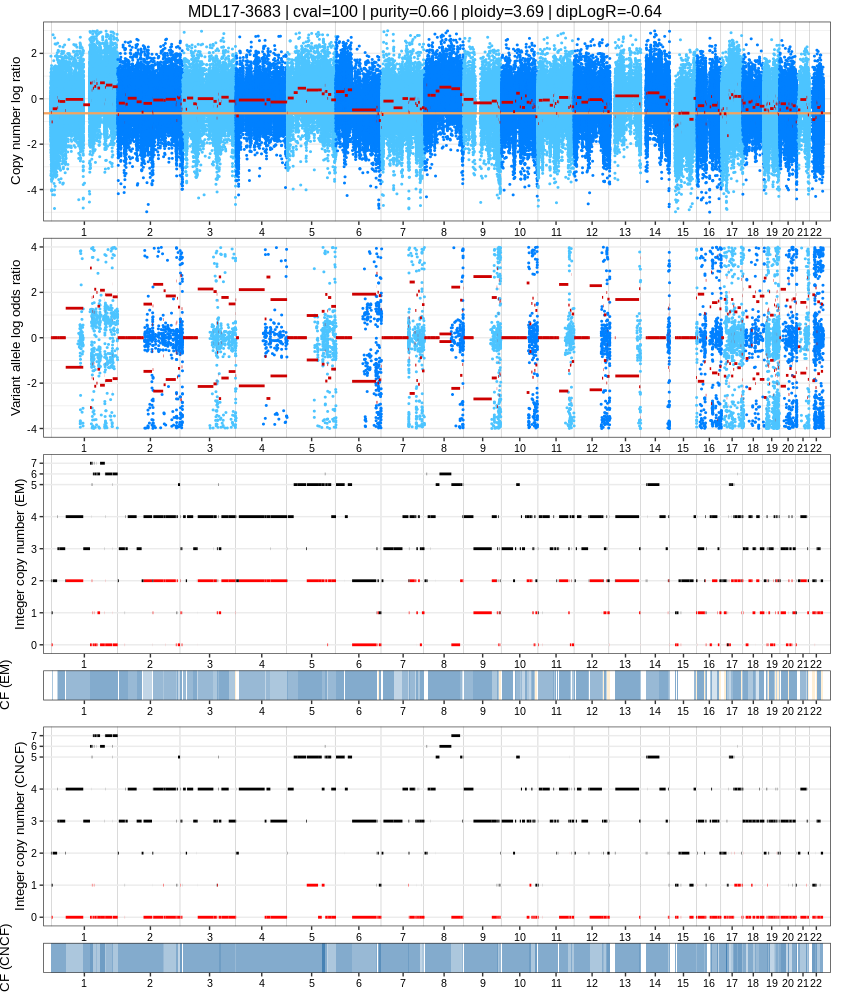 MDL17-3683 | cval=100 | purity=0.66 | ploidy=3.69 | dipLogR=-0.64
Copy number log ratio
2
0
-2
-4
1 2 3 4 5 6 7 8 9 10 11 12 13 14 15 16 17 18 19 20 21 22
Variant allele log odds ratio
4
2
0
-2
-4
1 2 3 4 5 6 7 8 9 10 11 12 13 14 15 16 17 18 19 20 21 22
Integer copy number (EM)
7
6
5
4
3
2
1
0
1 2 3 4 5 6 7 8 9 10 11 12 13 14 15 16 17 18 19 20 21 22
CF (EM)
1 2 3 4 5 6 7 8 9 10 11 12 13 14 15 16 17 18 19 20 21 22
Integer copy number (CNCF)
7
6
5
4
3
2
1
0
1 2 3 4 5 6 7 8 9 10 11 12 13 14 15 16 17 18 19 20 21 22
CF (CNCF)
1 2 3 4 5 6 7 8 9 10 11 12 13 14 15 16 17 18 19 20 21 22